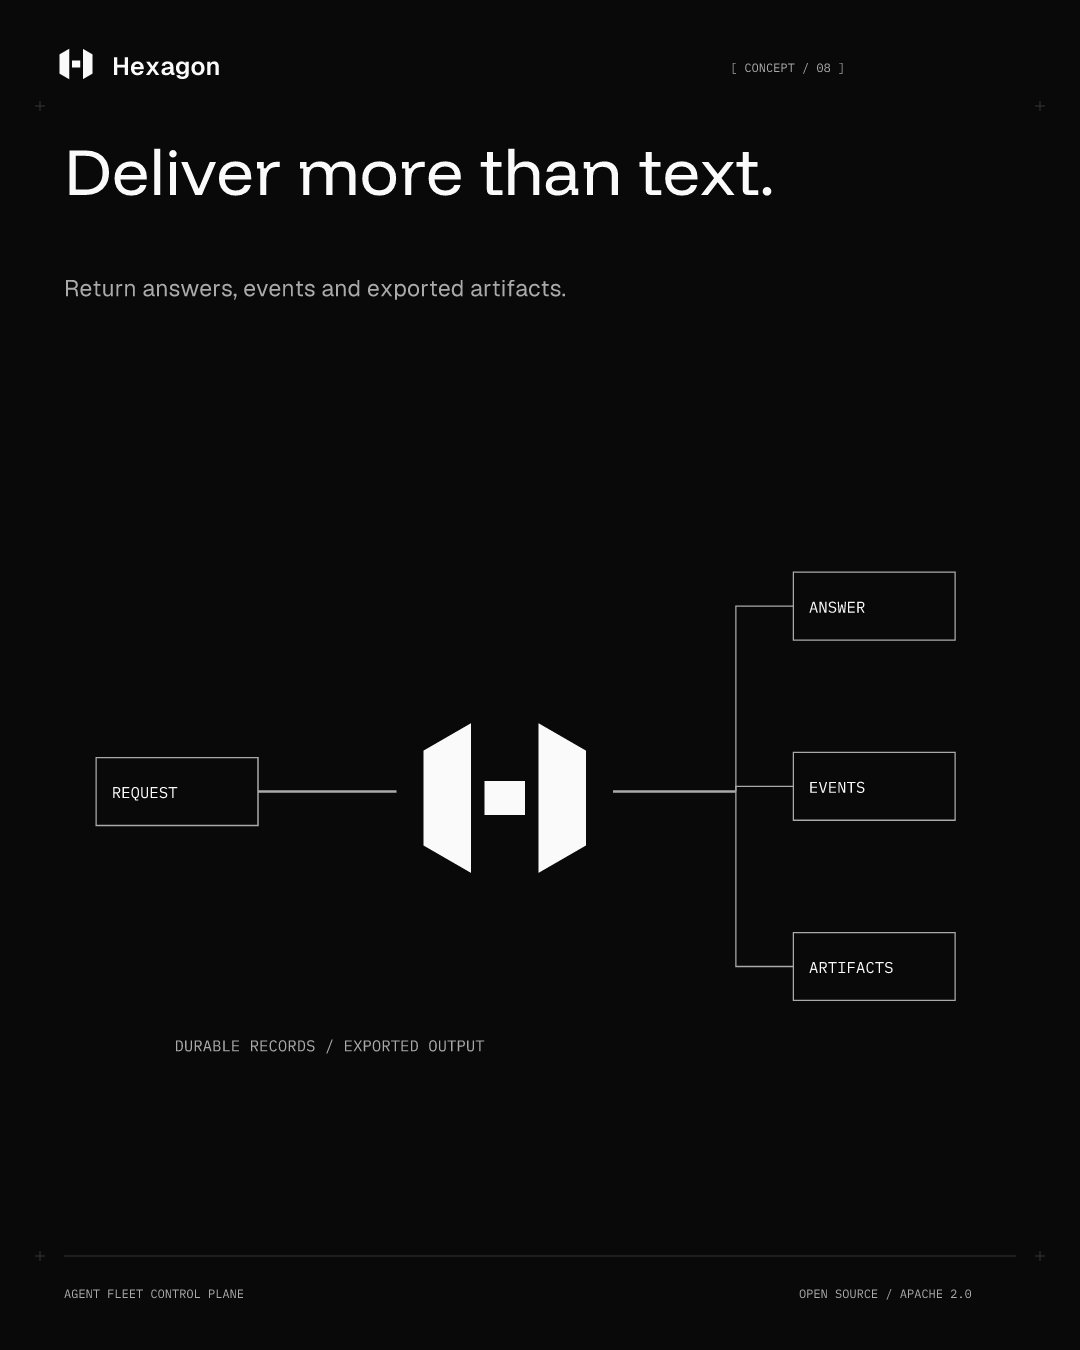 Hexagon
[ CONCEPT / 08 ]
Deliver more than text.
Return answers, events and exported artifacts.
ANSWER
REQUEST
EVENTS
ARTIFACTS
DURABLE RECORDS / EXPORTED OUTPUT
AGENT FLEET CONTROL PLANE
OPEN SOURCE / APACHE 2.0